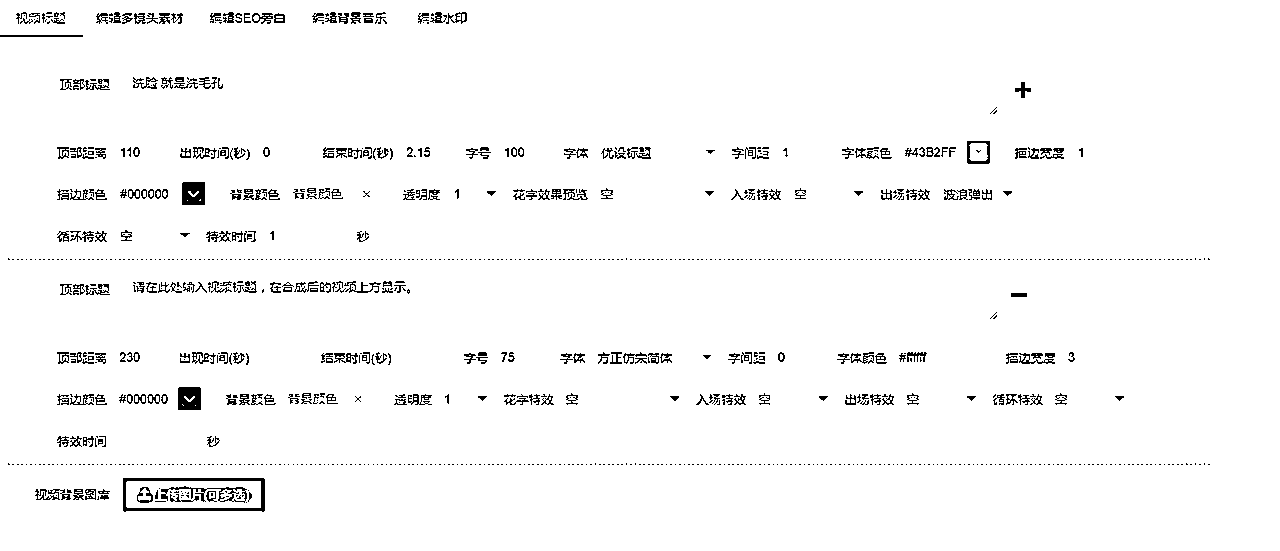 视频标题 编辑多镜头素材 编辑SEO旁白 编辑背景音乐 编辑水印
顶部标题 洗脸 就是洗毛孔
顶部距离 110 出现时间(秒) 0 结束时间(秒) 2.15 字号 100 字体 优设标题 字间距 1 字体颜色 #43B2FF 描边宽度 1
描边颜色 #000000 背景颜色 背景颜色 × 透明度 1 花字效果预览 空 入场特效 空 出场特效 波浪弹出
循环特效 空 特效时间 1 秒
顶部标题 请在此处输入视频标题，在合成后的视频上方显示。
顶部距离 230 出现时间(秒) 结束时间(秒) 字号 75 字体 方正仿宋简体 字间距 0 字体颜色 #ffffff 描边宽度 3
描边颜色 #000000 背景颜色 背景颜色 × 透明度 1 花字特效 空 入场特效 空 出场特效 空 循环特效 空
特效时间 秒
视频背景图库 上传图片(可多选)